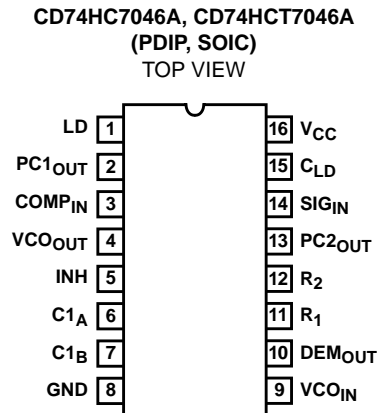 CD74HC7046A, CD74HCT7046A
(PDIP, SOIC)
TOP VIEW
LD 1
PC1OUT 2
COMPIN 3
VCOOUT 4
INH 5
C1A 6
C1B 7
GND 8
16 VCC
15 CLD
14 SIGIN
13 PC2OUT
12 R2
11 R1
10 DEMOUT
9 VCOIN